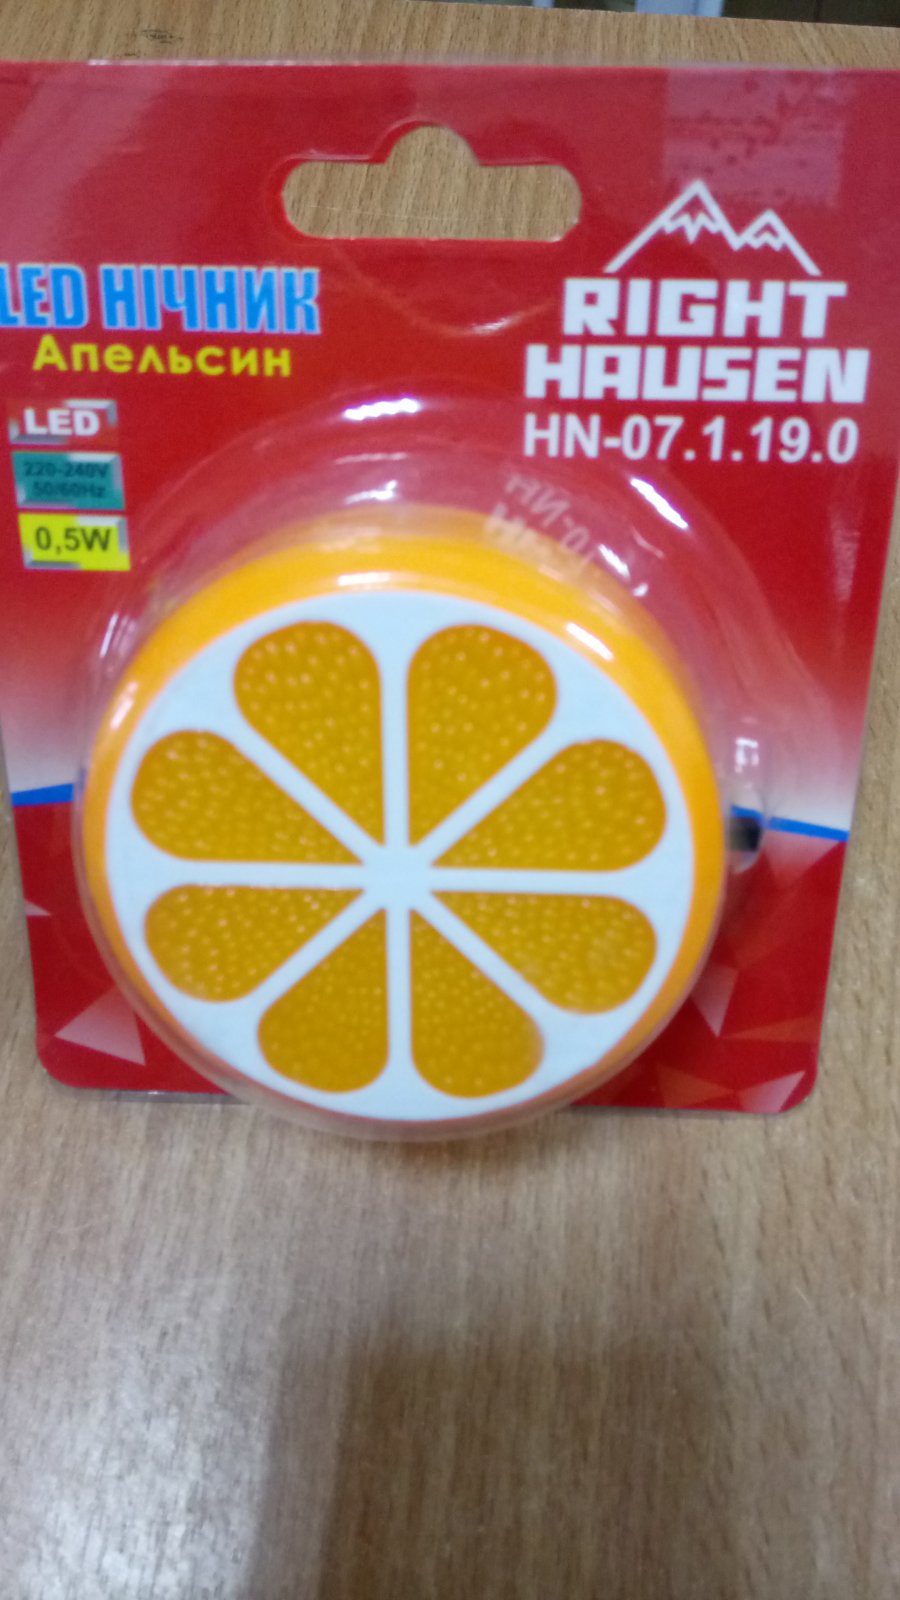 LED НІЧНИК
Апельсин
LED
220-240V
50/60Hz
0,5W
RIGHT
HAUSEN
HN-07.1.19.0